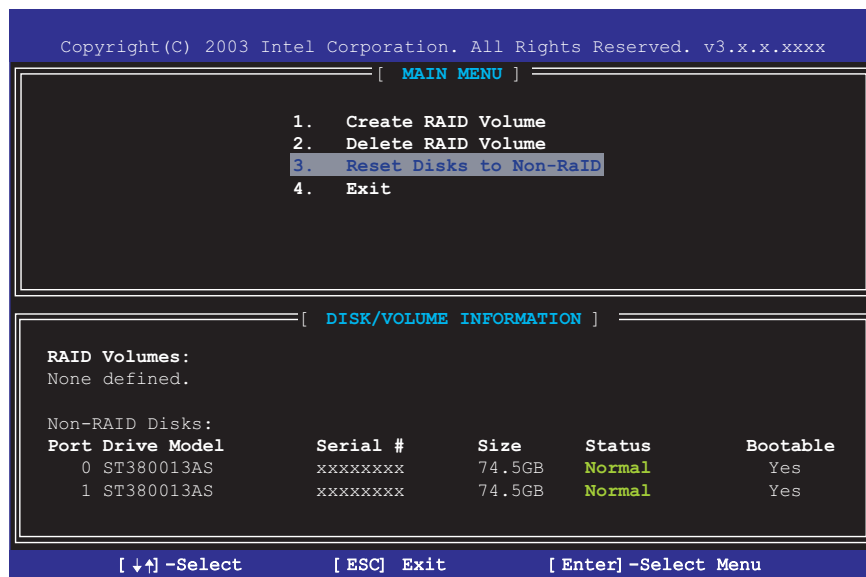 Copyright(C) 2003 Intel Corporation. All Rights Reserved. v3.x.x.xxxx
[ MAIN MENU ]
1. Create RAID Volume
2. Delete RAID Volume
3. Reset Disks to Non-RaID
4. Exit
[ DISK/VOLUME INFORMATION ]
RAID Volumes:
None defined.
Non-RAID Disks:
Port Drive Model Serial # Size Status Bootable
0 ST380013AS xxxxxxxx 74.5GB Normal Yes
1 ST380013AS xxxxxxxx 74.5GB Normal Yes
[↓↑]-Select [ESC] Exit [Enter]-Select Menu